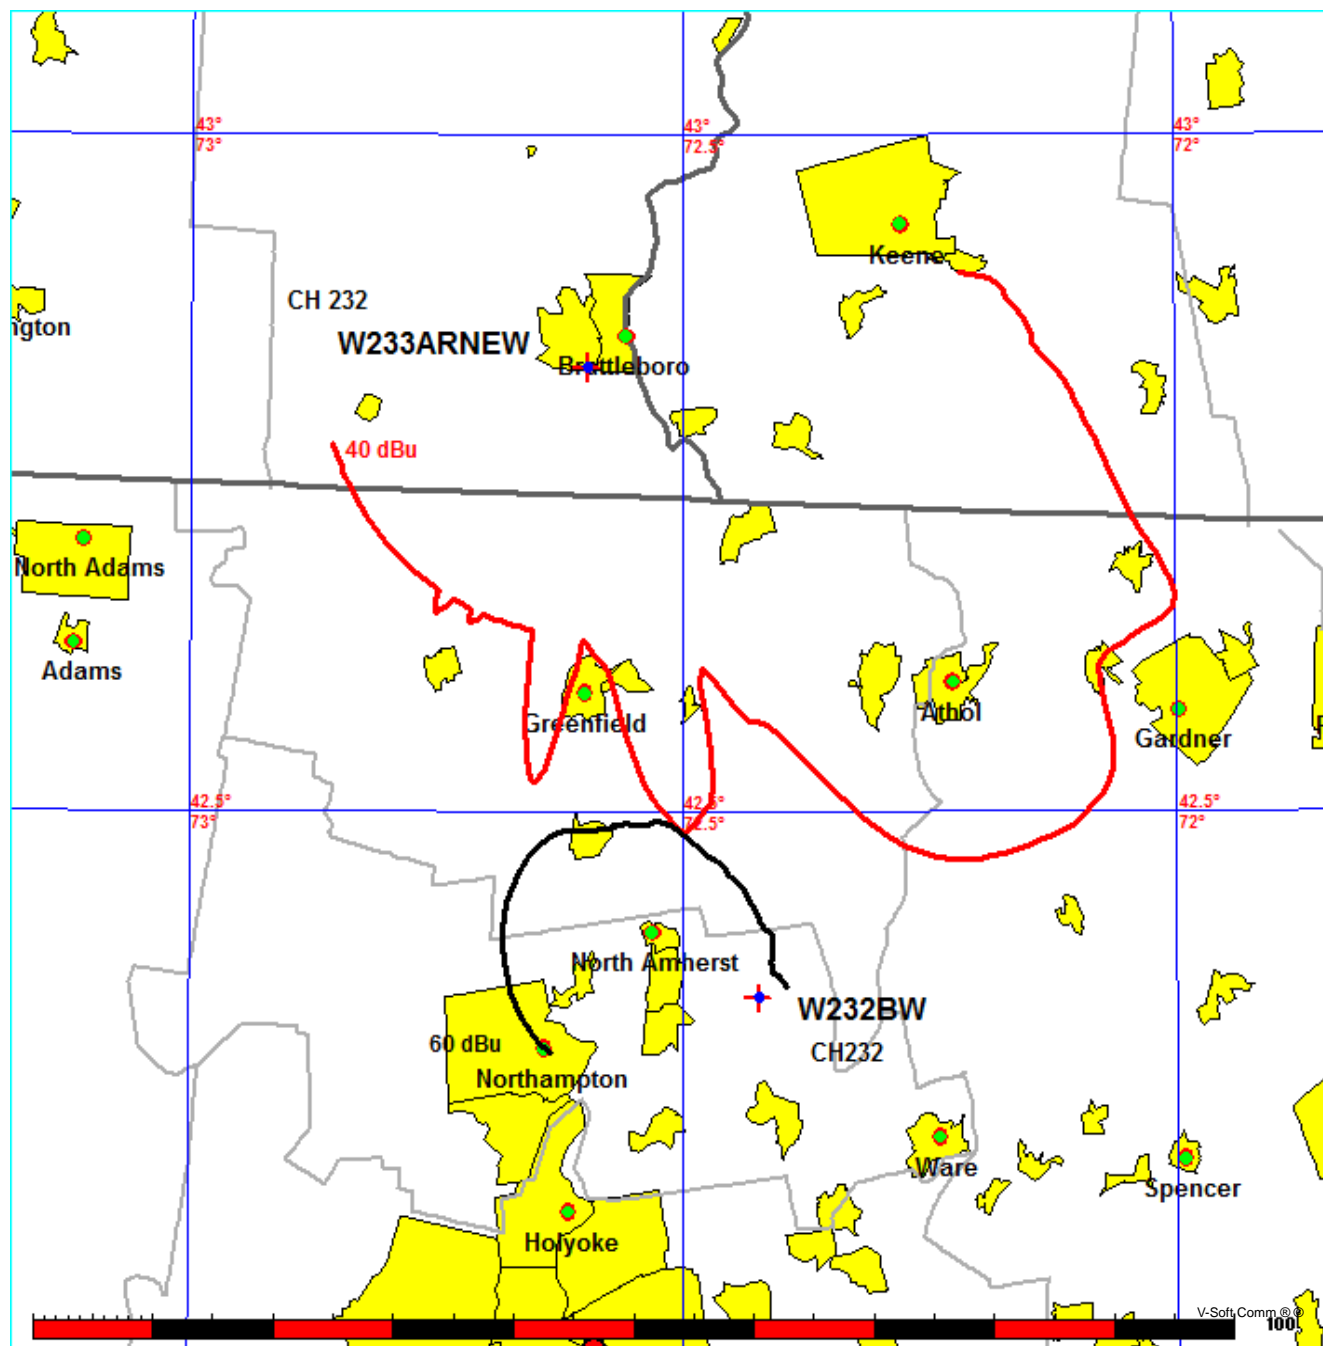 43°
73°
43°
72.5°
43°
72°
Keene
CH 232
ngton
W233ARNEW
Brattleboro
40 dBu
North Adams
Adams
Greenfield
Athol
Gardner
42.5°
73°
42.5°
72.5°
42.5°
72°
North Amherst
W232BW
CH232
60 dBu
Northampton
Ware
Spencer
Holyoke
V-Soft Comm ® ©
100